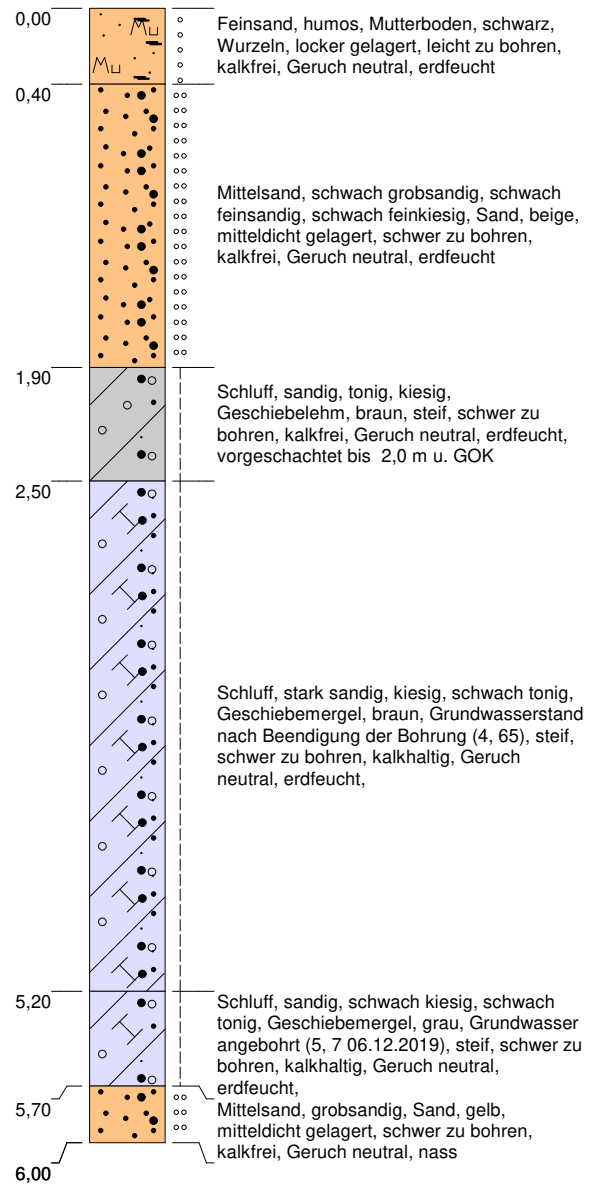 0,00
Feinsand, humos, Mutterboden, schwarz,
Wurzeln, locker gelagert, leicht zu bohren,
kalkfrei, Geruch neutral, erdfeucht
Mu
Mu
0,40
Mittelsand, schwach grobsandig, schwach
feinsandig, schwach feinkiesig, Sand, beige,
mitteldicht gelagert, schwer zu bohren,
kalkfrei, Geruch neutral, erdfeucht
1,90
Schluff, sandig, tonig, kiesig,
Geschiebelehm, braun, steif, schwer zu
bohren, kalkfrei, Geruch neutral, erdfeucht,
vorgeschachtet bis 2,0 m u. GOK
2,50
Schluff, stark sandig, kiesig, schwach tonig,
Geschiebemergel, braun, Grundwasserstand
nach Beendigung der Bohrung (4, 65), steif,
schwer zu bohren, kalkhaltig, Geruch
neutral, erdfeucht,
5,20
Schluff, sandig, schwach kiesig, schwach
tonig, Geschiebemergel, grau, Grundwasser
angebohrt (5, 7 06.12.2019), steif, schwer zu
bohren, kalkhaltig, Geruch neutral,
erdfeucht,
5,70
Mittelsand, grobsandig, Sand, gelb,
mitteldicht gelagert, schwer zu bohren,
kalkfrei, Geruch neutral, nass
6,00